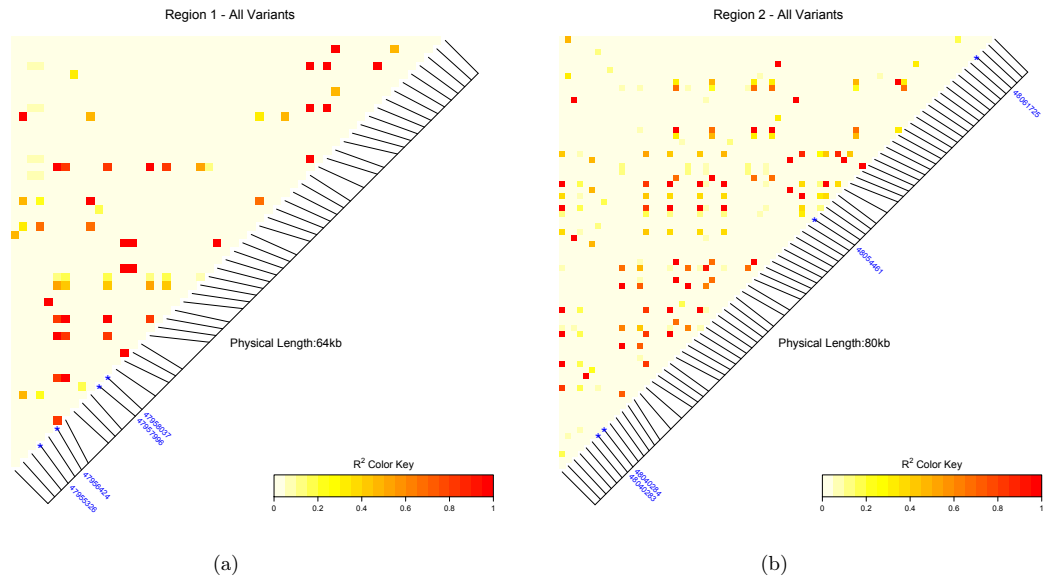 Region 1 - All Variants
Region 2 - All Variants
48061725
48054461
Physical Length:64kb
Physical Length:80kb
47958037
47957996
47956424
47955326
48040284
48040283
R² Color Key
0 0.2 0.4 0.6 0.8 1
R² Color Key
0 0.2 0.4 0.6 0.8 1
(a)
(b)